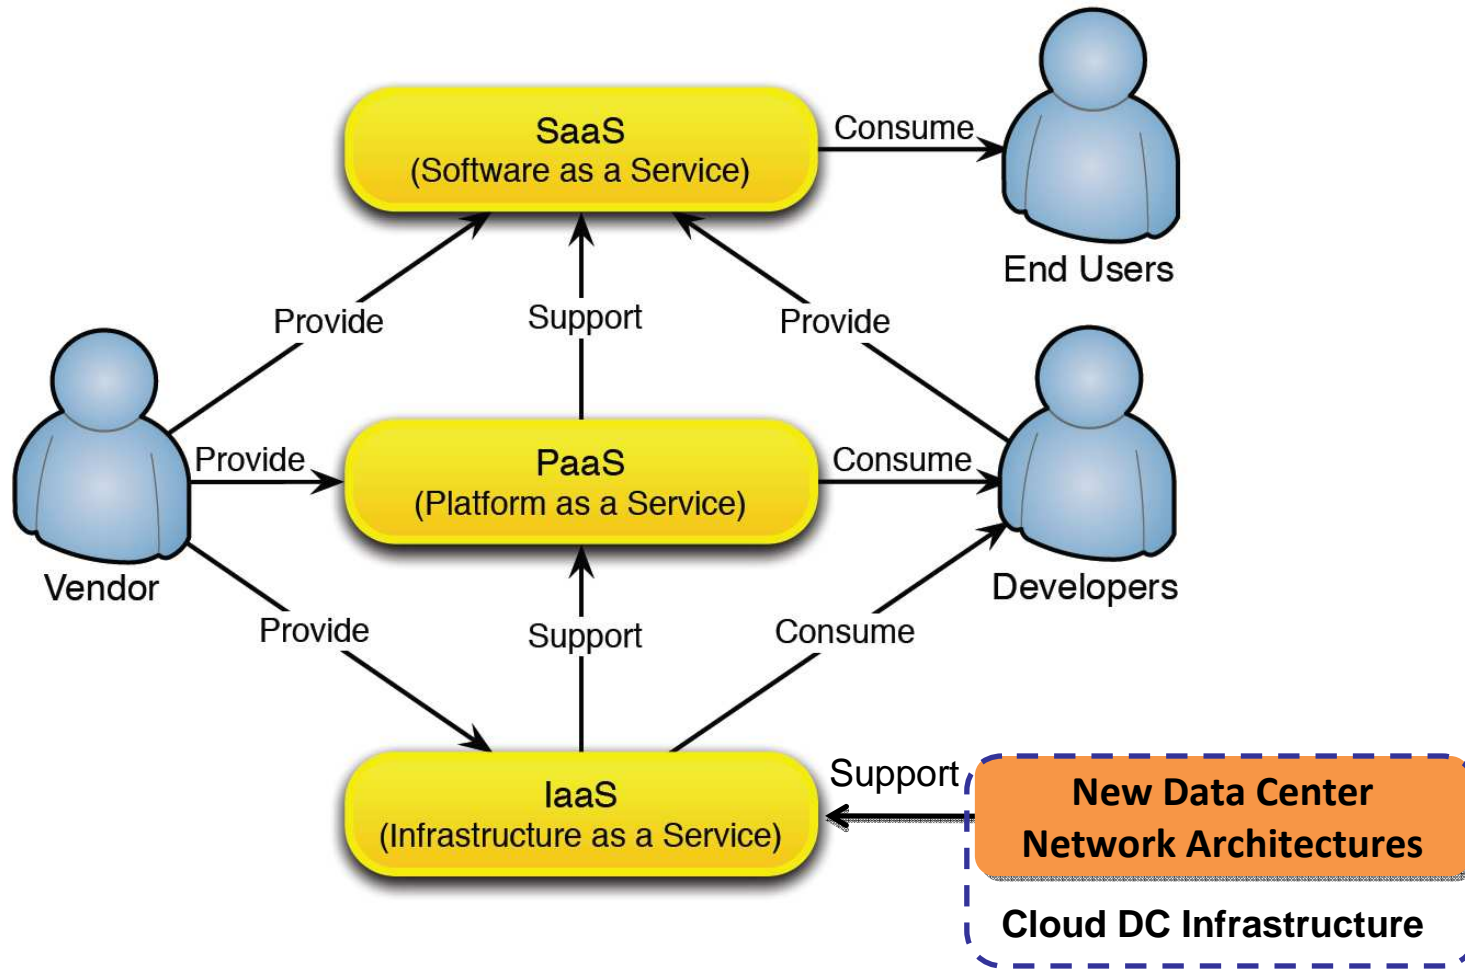 SaaS
(Software as a Service)
Consume
End Users
Provide
Support
Provide
Vendor
Provide
PaaS
(Platform as a Service)
Consume
Developers
Provide
Support
Consume
IaaS
(Infrastructure as a Service)
Support
New Data Center
Network Architectures
Cloud DC Infrastructure